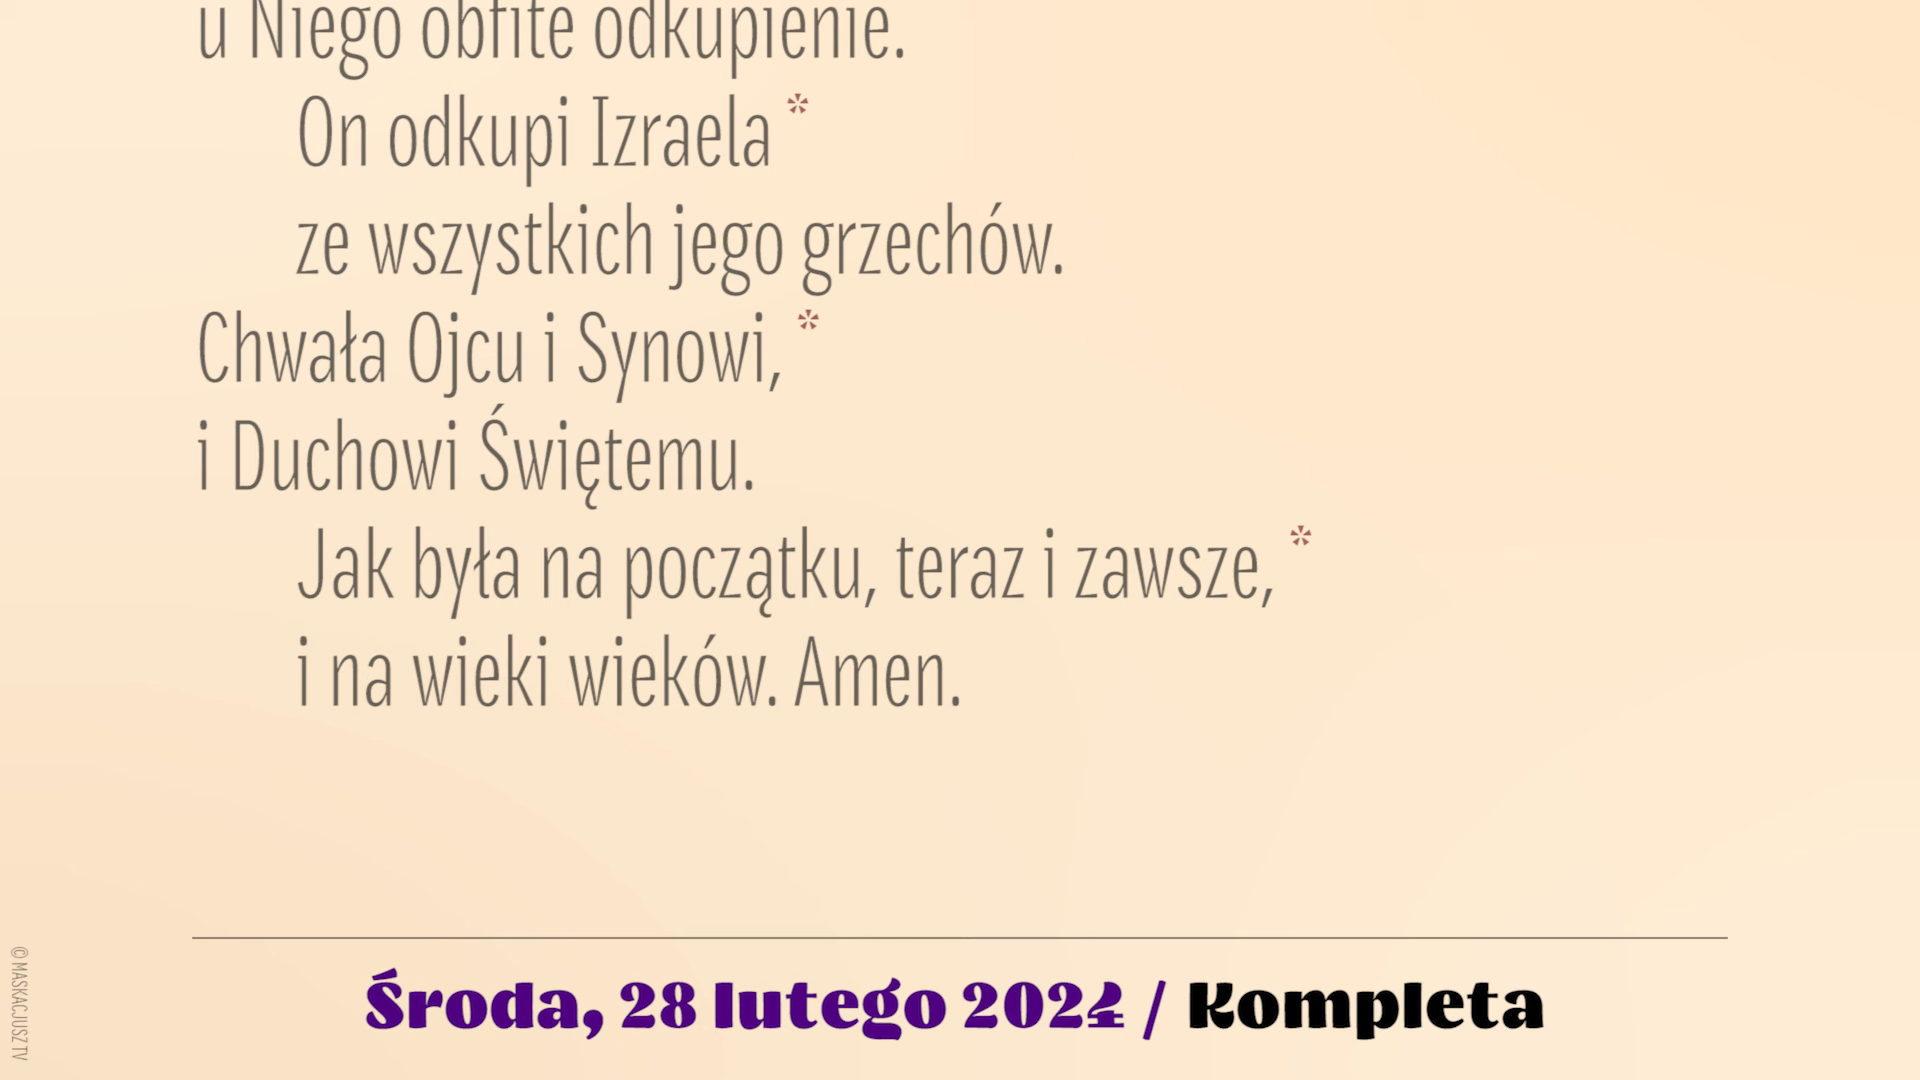 u Niego obfite odkupienie.
On odkupi Izraela *
ze wszystkich jego grzechów.
Chwała Ojcu i Synowi, *
i Duchowi Świętemu.
Jak była na początku, teraz i zawsze, *
i na wieki wieków. Amen.
© MASKACJUSZ TV
Środa, 28 lutego 2024 / Kompleta